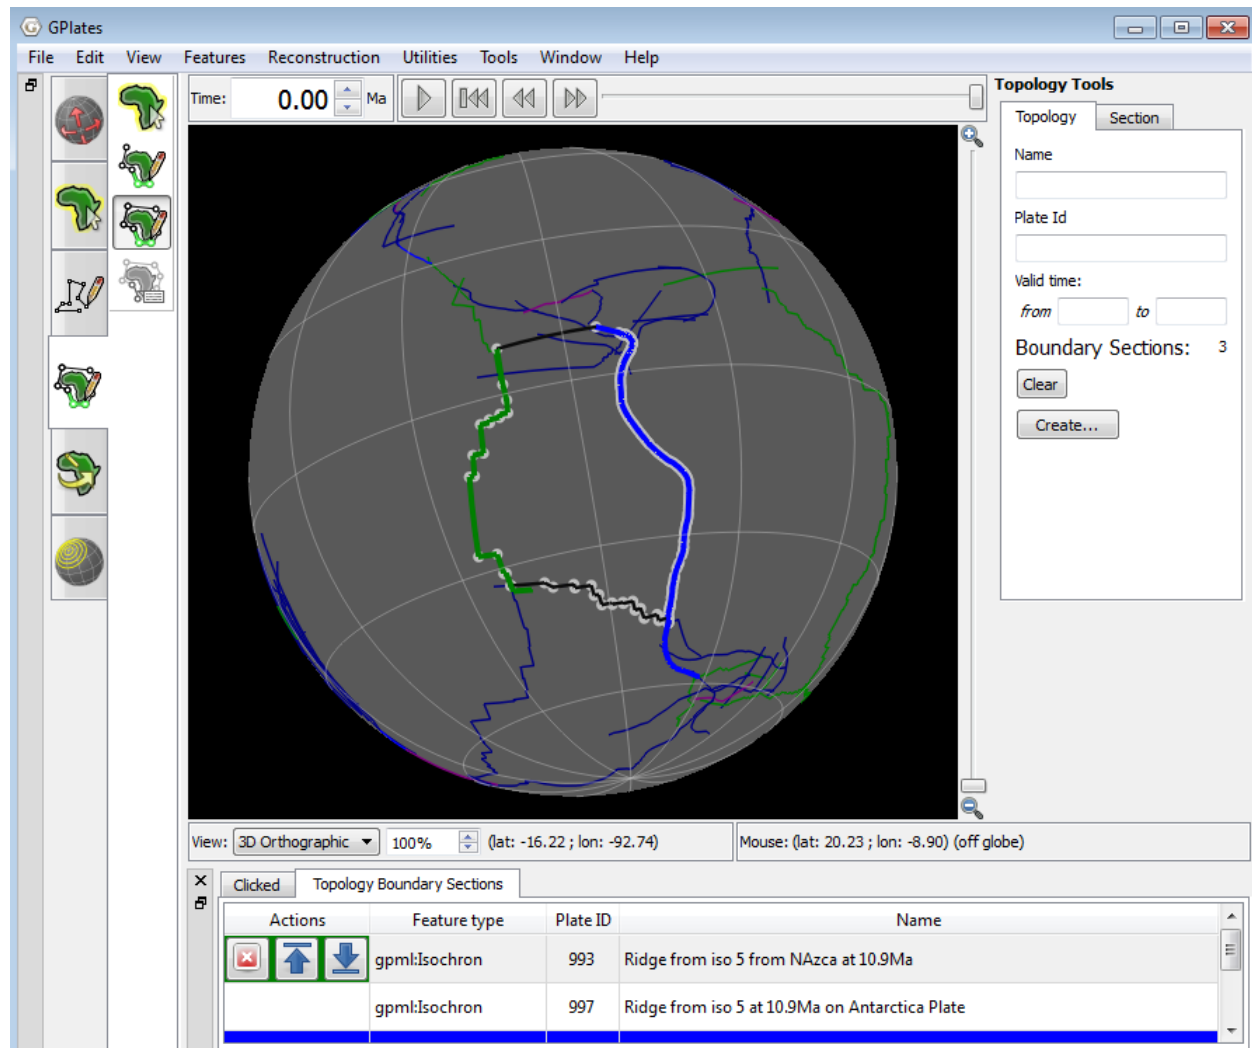 GPlates
File Edit View Features Reconstruction Utilities Tools Window Help
Time: 0.00 Ma
Topology Tools
Topology Section
Name
Plate Id
Valid time:
from to
Boundary Sections: 3
Clear
Create...
View: 3D Orthographic 100% (lat: -16.22 ; lon: -92.74) Mouse: (lat: 20.23 ; lon: -8.90) (off globe)
Clicked Topology Boundary Sections
Actions Feature type Plate ID Name
gpml:Isochron 993 Ridge from iso 5 from NAzca at 10.9Ma
gpml:Isochron 997 Ridge from iso 5 at 10.9Ma on Antarctica Plate